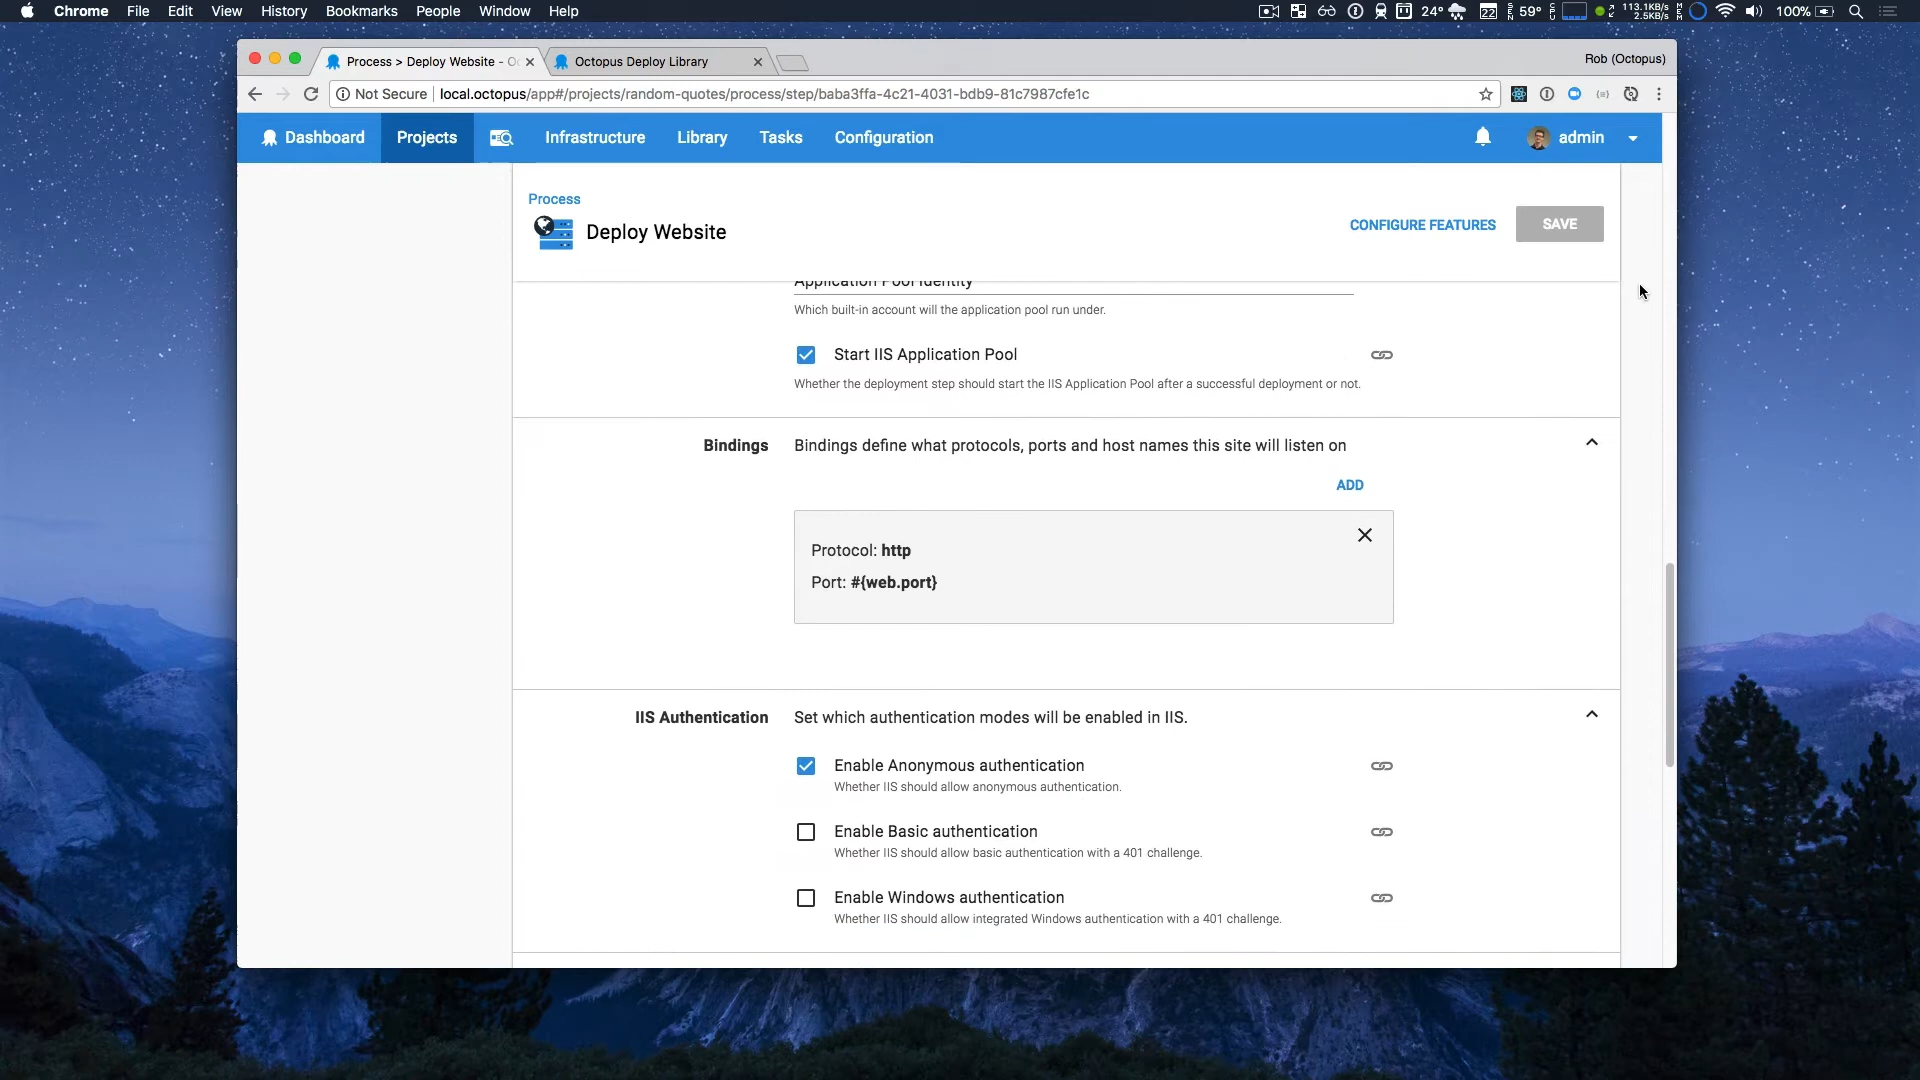 Chrome File Edit View History Bookmarks People Window Help 24° 22 59° 113.1KB/s 2.5KB/s 100%
Process > Deploy Website - O Octopus Deploy Library Rob (Octopus)
Not Secure local.octopus/app#/projects/random-quotes/process/step/baba3ffa-4c21-4031-bdb9-81c7987cfe1c
Dashboard Projects Infrastructure Library Tasks Configuration admin
Process
Deploy Website
CONFIGURE FEATURES SAVE
Application Pool Identity
Which built-in account will the application pool run under.
Start IIS Application Pool
Whether the deployment step should start the IIS Application Pool after a successful deployment or not.
Bindings Bindings define what protocols, ports and host names this site will listen on
ADD
Protocol: http
Port: #{web.port}
IIS Authentication Set which authentication modes will be enabled in IIS.
Enable Anonymous authentication
Whether IIS should allow anonymous authentication.
Enable Basic authentication
Whether IIS should allow basic authentication with a 401 challenge.
Enable Windows authentication
Whether IIS should allow integrated Windows authentication with a 401 challenge.